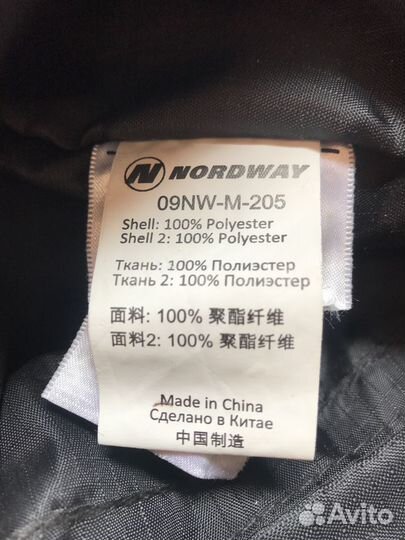 NORDWAY
09NW-M-205
Shell: 100% Polyester
Shell 2: 100% Polyester
Ткань: 100% Полиэстер
Ткань 2: 100% Полиэстер
面料: 100% 聚酯纤维
面料2: 100% 聚酯纤维
Made in China
Сделано в Китае
中国制造
Avito